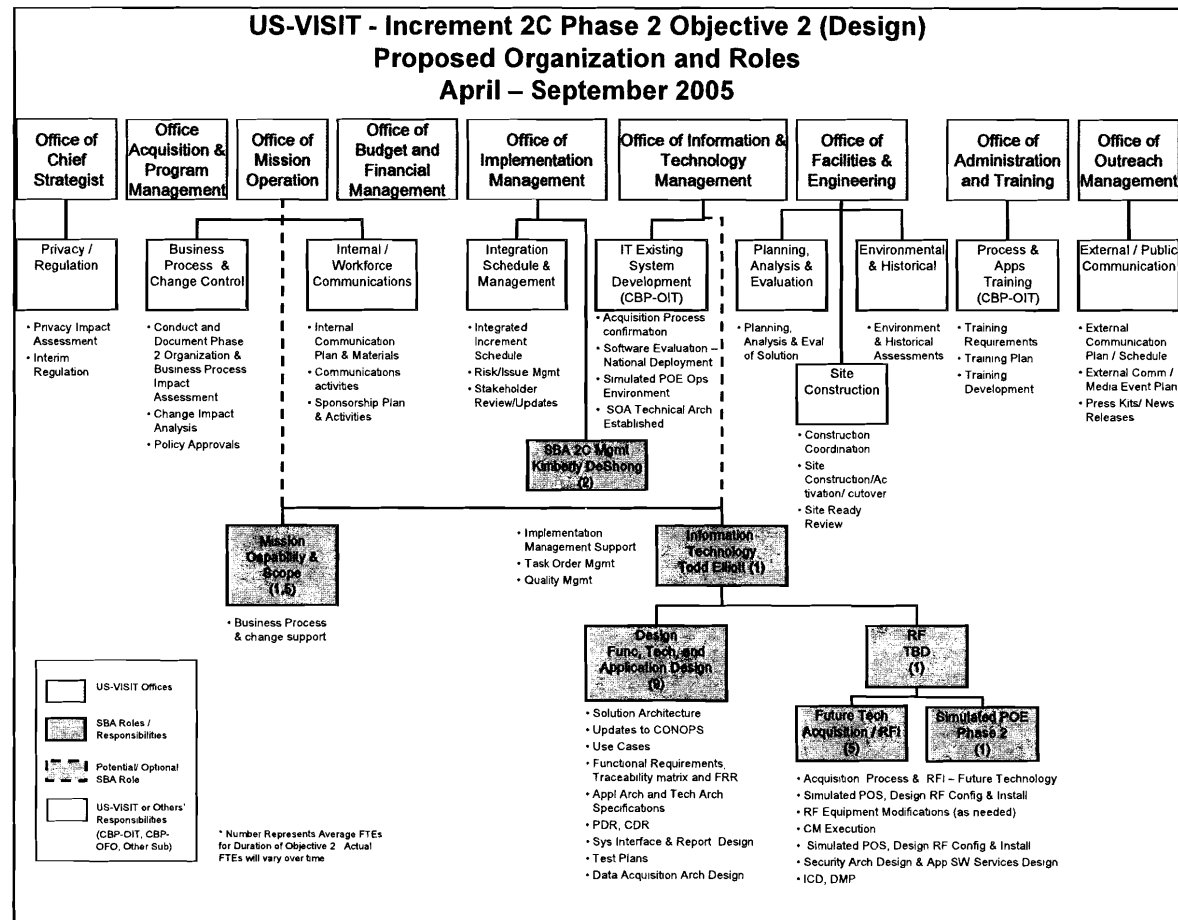 US-VISIT - Increment 2C Phase 2 Objective 2 (Design)
Proposed Organization and Roles
April – September 2005
Office of
Chief
Strategist
Office
Acquisition &
Program
Management
Office of
Mission
Operation
Office of
Budget and
Financial
Management
Office of
Implementation
Management
Office of Information &
Technology
Management
Office of
Facilities &
Engineering
Office of
Administration
and Training
Office of
Outreach
Management
Privacy /
Regulation
• Privacy Impact
Assessment
• Interim
Regulation
Business
Process &
Change Control
• Conduct and
Document Phase
2 Organization &
Business Process
Impact
Assessment
• Change Impact
Analysis
• Policy Approvals
Internal /
Workforce
Communications
• Internal
Communication
Plan & Materials
• Communications
activities
• Sponsorship Plan
& Activities
Integration
Schedule &
Management
• Integrated
Increment
Schedule
• Risk/Issue Mgmt
• Stakeholder
Review/Updates
IT Existing
System
Development
(CBP-OIT)
• Acquisition Process
confirmation
• Software Evaluation –
National Deployment
• Simulated POE Ops
Environment
• SOA Technical Arch
Established
Planning,
Analysis &
Evaluation
• Planning,
Analysis & Eval
of Solution
Environmental
& Historical
• Environment
& Historical
Assessments
Site
Construction
• Construction
Coordination
• Site
Construction/Ac
tivation/ cutover
• Site Ready
Review
Process &
Apps
Training
(CBP-OIT)
• Training
Requirements
• Training Plan
• Training
Development
External / Public
Communication
• External
Communication
Plan / Schedule
• External Comm /
Media Event Plan
• Press Kits/ News
Releases
SBA 2C Mgmt
Kimberly DeShong
(2)
• Implementation
Management Support
• Task Order Mgmt
• Quality Mgmt
Mission
Capability &
Scope
(1.5)
• Business Process
& change support
Information
Technology
Todd Elliott (1)
Design
Func, Tech, and
Application Design
(9)
• Solution Architecture
• Updates to CONOPS
• Use Cases
• Functional Requirements,
Traceability matrix and FRR
• Appl Arch and Tech Arch
Specifications
• PDR, CDR
• Sys Interface & Report Design
• Test Plans
• Data Acquisition Arch Design
RF
TBD
(1)
Future Tech
Acquisition / RFI
(5)
Simulated POE
Phase 2
(1)
• Acquisition Process & RFI – Future Technology
• Simulated POS, Design RF Config & Install
• RF Equipment Modifications (as needed)
• CM Execution
• Simulated POS, Design RF Config & Install
• Security Arch Design & App SW Services Design
• ICD, DMP
US-VISIT Offices
SBA Roles /
Responsibilities
Potential/ Optional
SBA Role
US-VISIT or Others'
Responsibilities
(CBP-OIT, CBP-
OFO, Other Sub)
* Number Represents Average FTEs
for Duration of Objective 2 Actual
FTEs will vary over time